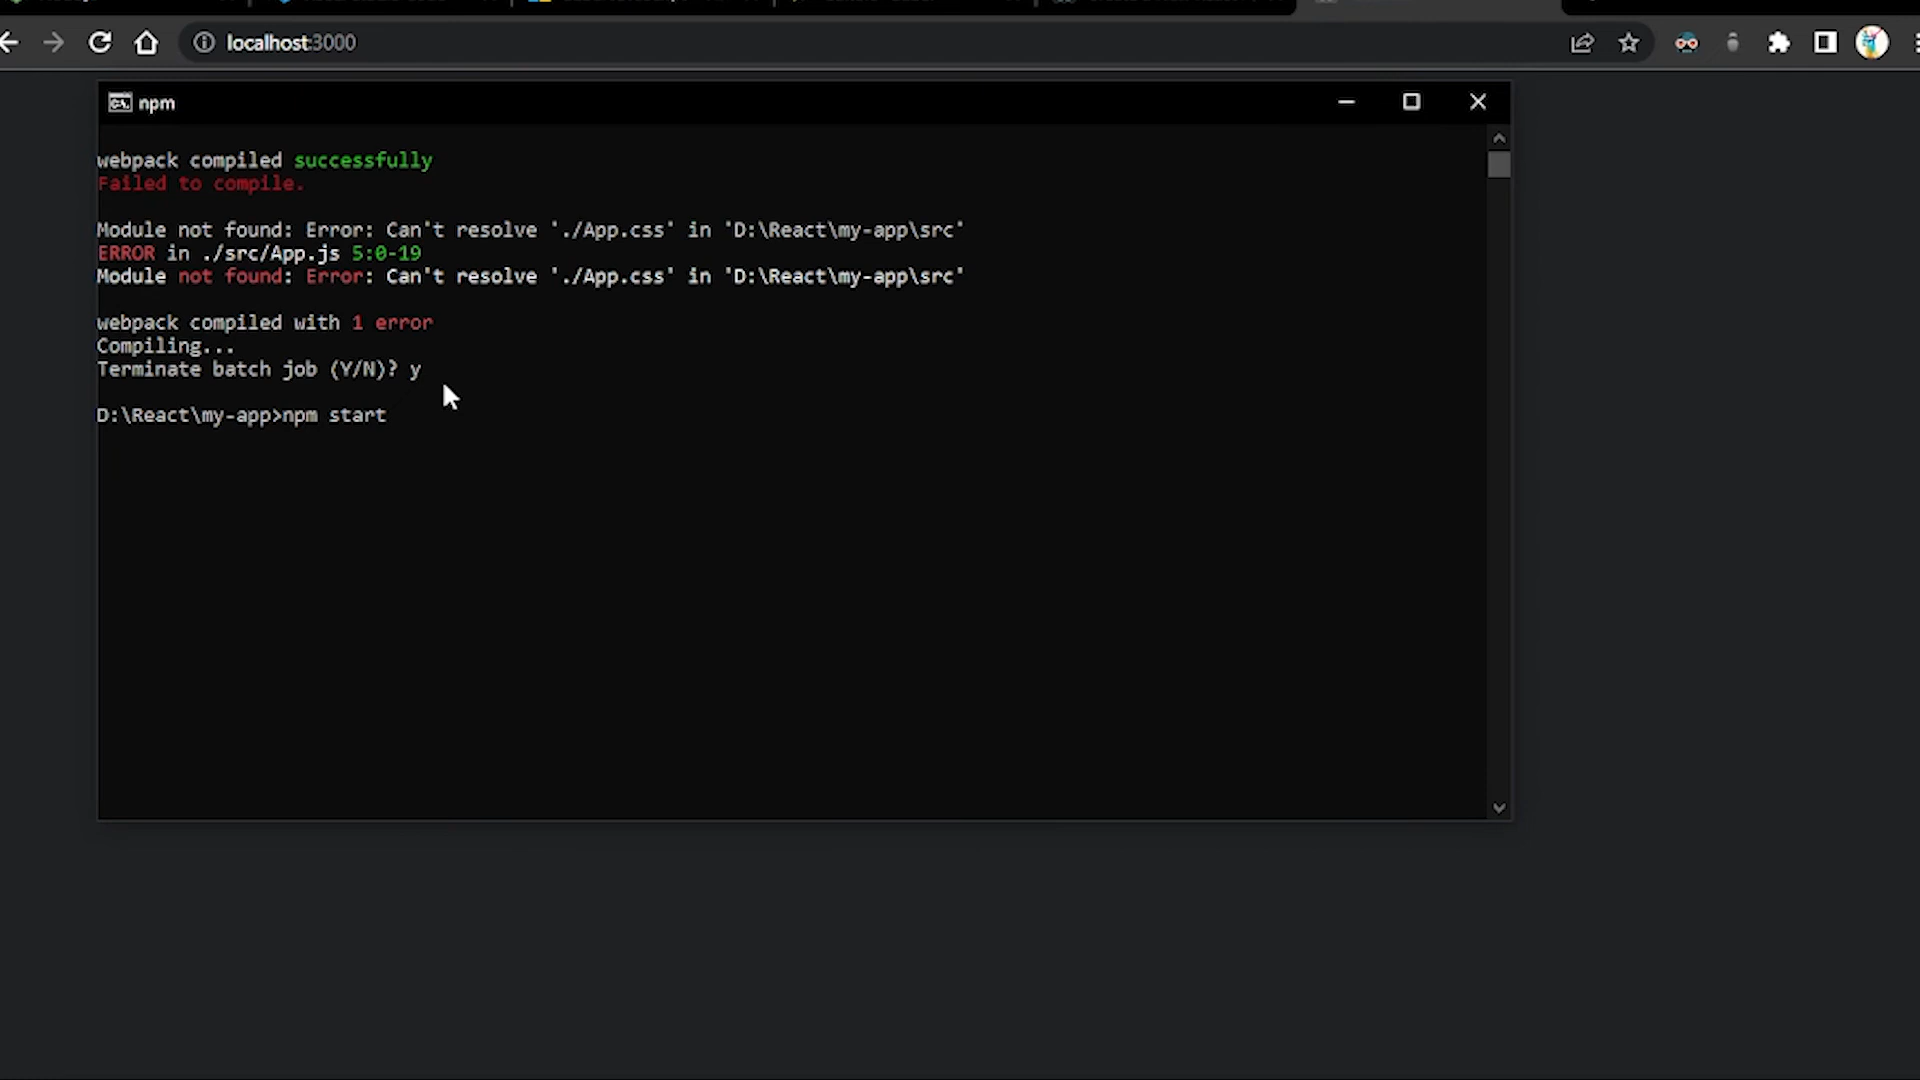 localhost:3000
npm
webpack compiled successfully
Failed to compile.
Module not found: Error: Can't resolve './App.css' in 'D:\React\my-app\src'
ERROR in ./src/App.js 5:0-19
Module not found: Error: Can't resolve './App.css' in 'D:\React\my-app\src'
webpack compiled with 1 error
Compiling...
Terminate batch job (Y/N)? y
D:\React\my-app>npm start